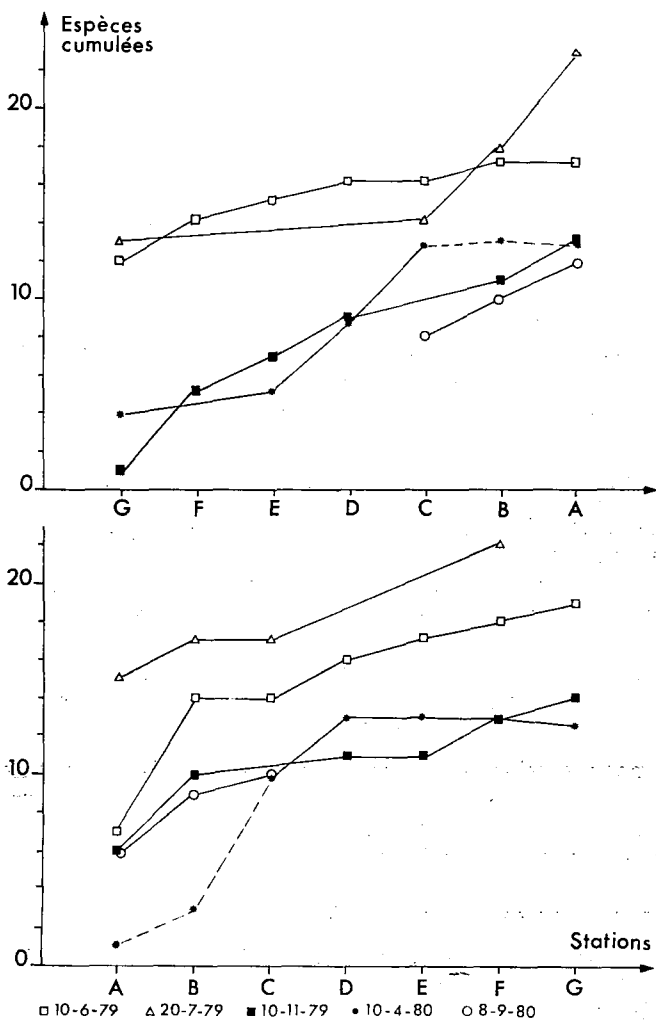 Espèces
cumulées
20
10
0
G F E D C B A
20
10
0
Stations
A B C D E F G
□ 10-6-79 △ 20-7-79 ■ 10-11-79 • 10-4-80 ○ 8-9-80